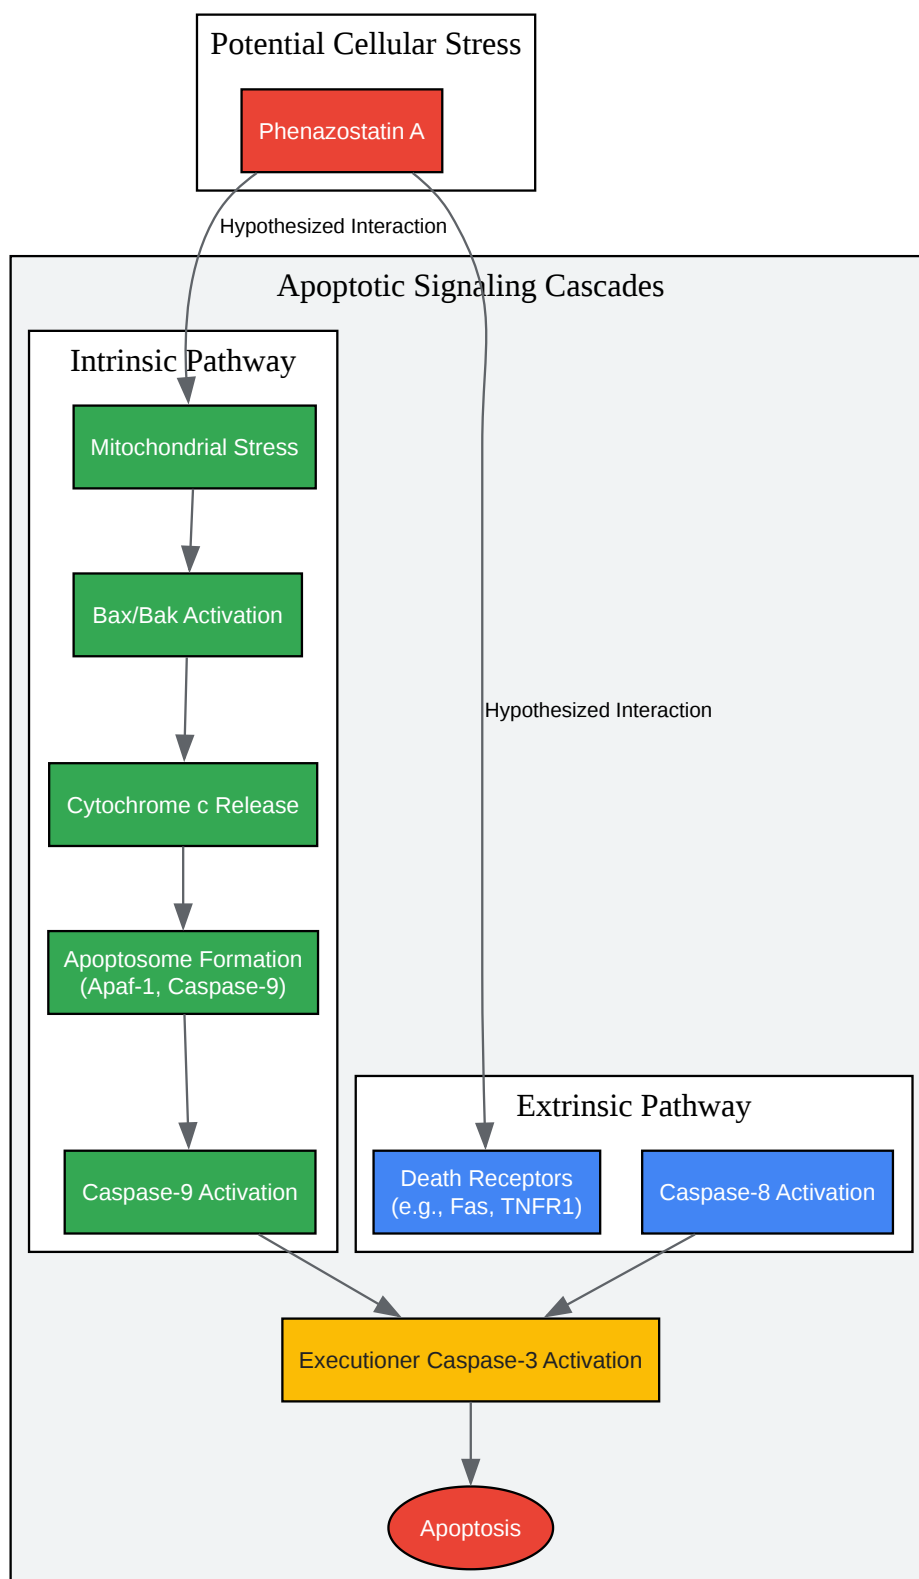 Potential Cellular Stress
Phenazostatin A
Hypothesized Interaction
Apoptotic Signaling Cascades
Intrinsic Pathway
Mitochondrial Stress
Bax/Bak Activation
Hypothesized Interaction
Cytochrome c Release
Apoptosome Formation
(Apaf-1, Caspase-9)
Caspase-9 Activation
Extrinsic Pathway
Death Receptors
(e.g., Fas, TNFR1)
Caspase-8 Activation
Executioner Caspase-3 Activation
Apoptosis